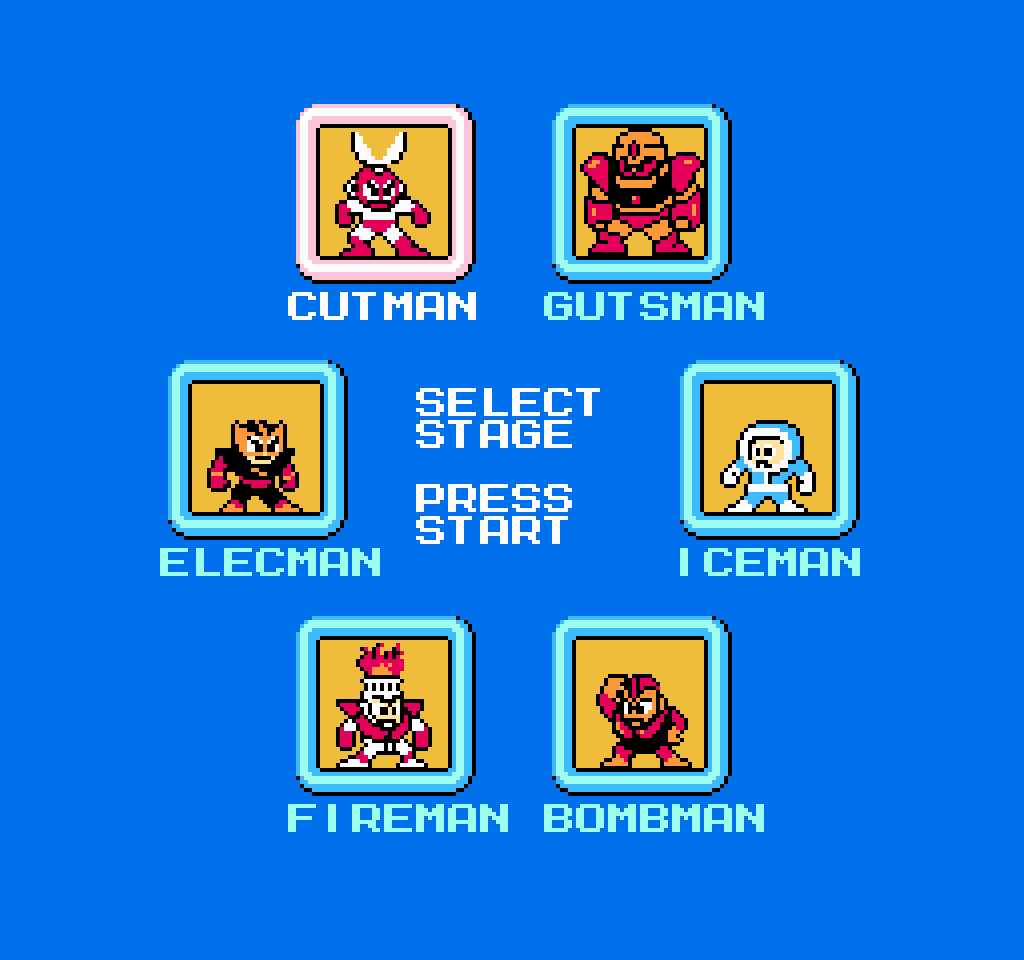 CUTMAN GUTSMAN
SELECT
STAGE
PRESS
START
ELECMAN ICEMAN
FIREMAN BOMBMAN